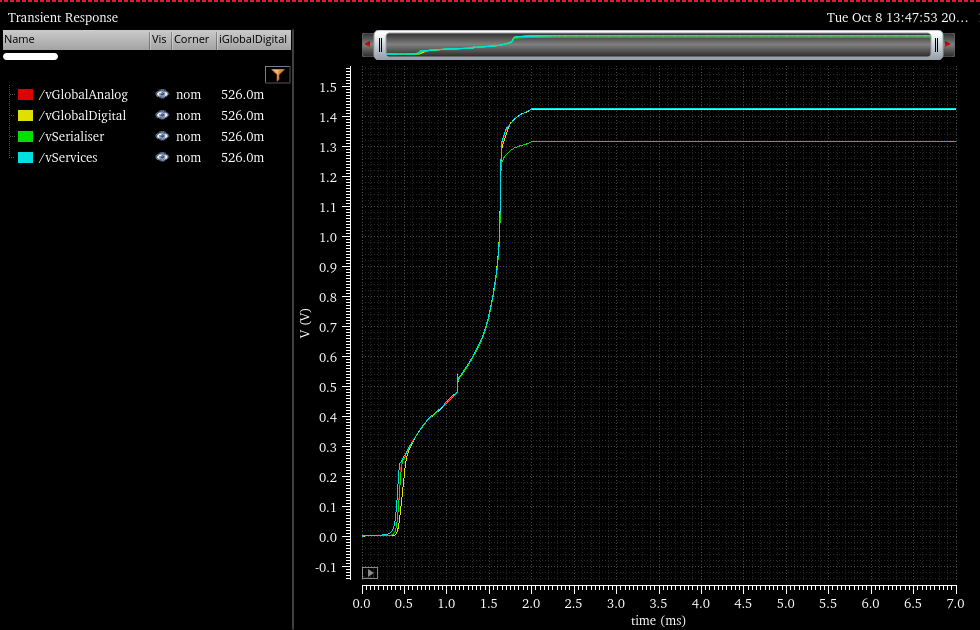 Transient Response
Tue Oct 8 13:47:53 20...
Name Vis Corner iGlobalDigital
/vGlobalAnalog nom 526.0m
/vGlobalDigital nom 526.0m
/vSerialiser nom 526.0m
/vServices nom 526.0m
V (V)
1.5
1.4
1.3
1.2
1.1
1.0
0.9
0.8
0.7
0.6
0.5
0.4
0.3
0.2
0.1
0.0
-0.1
0.0 0.5 1.0 1.5 2.0 2.5 3.0 3.5 4.0 4.5 5.0 5.5 6.0 6.5 7.0
time (ms)